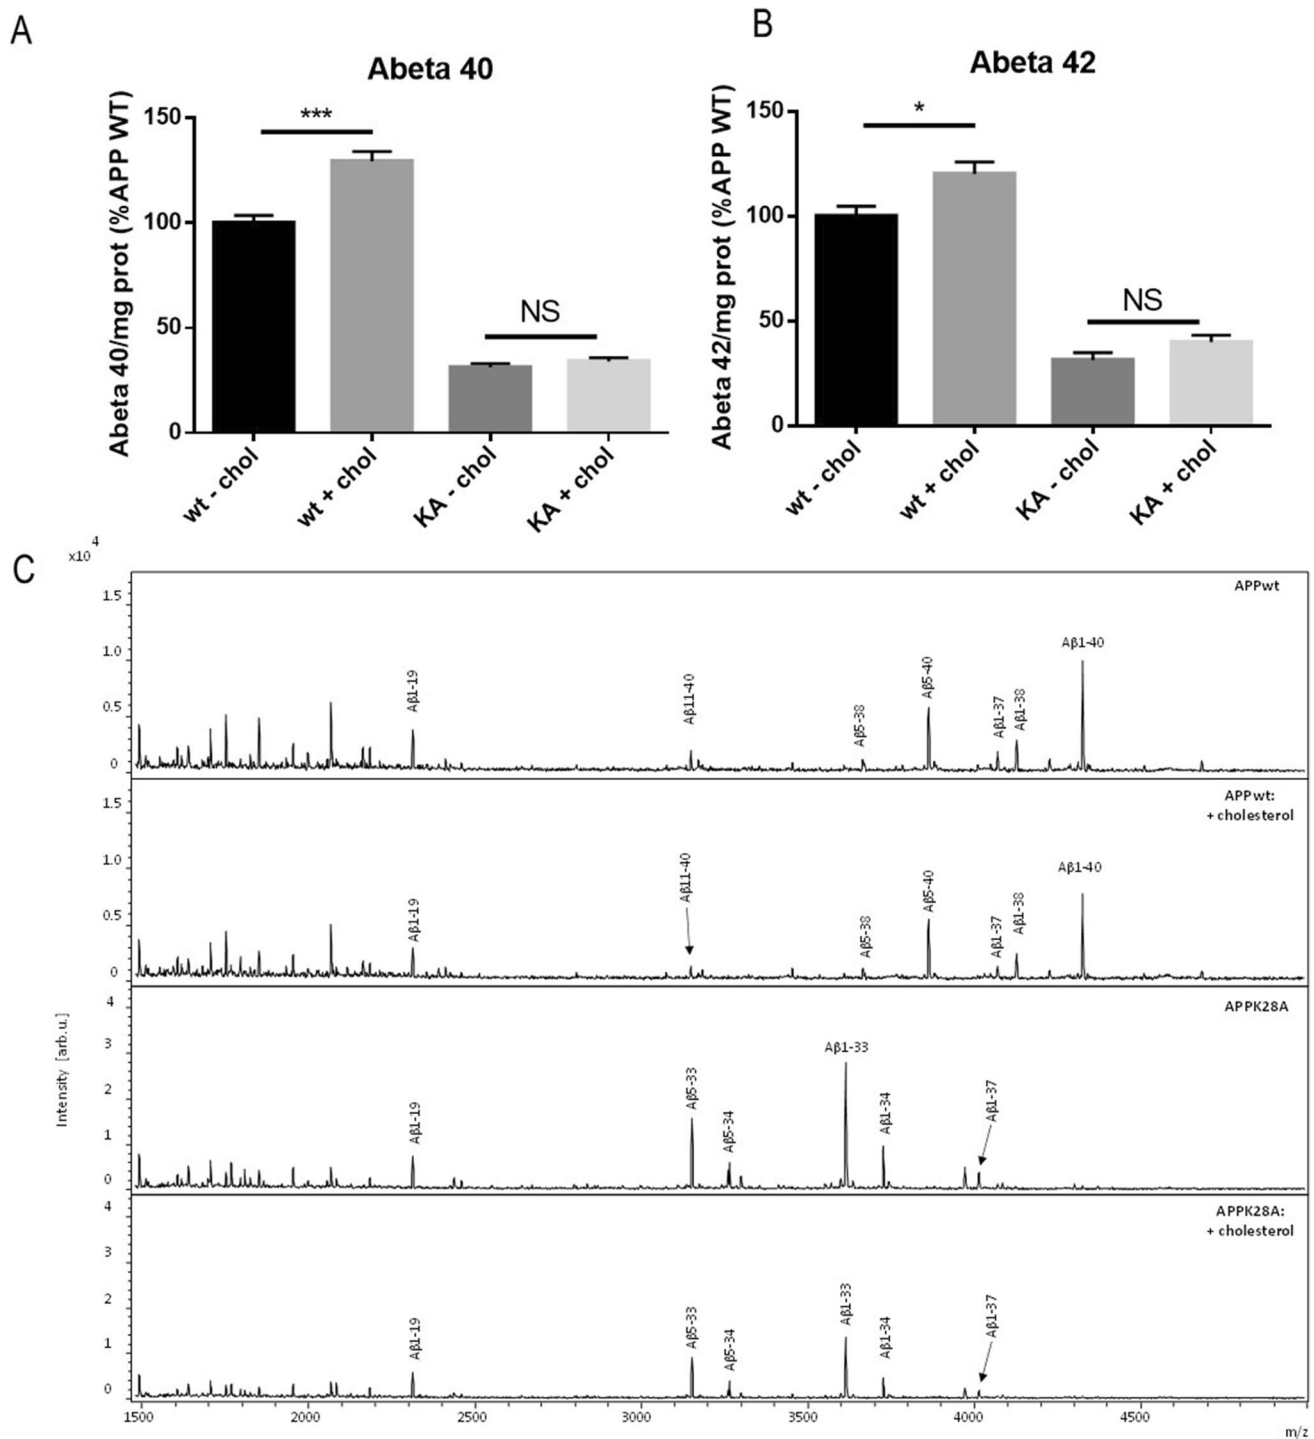 A
Abeta 40
Abeta 40/mg prot (%APP WT)
150
100
50
0
***
NS
wt - chol
wt + chol
KA - chol
KA + chol
B
Abeta 42
Abeta 42/mg prot (%APP WT)
150
100
50
0
*
NS
wt - chol
wt + chol
KA - chol
KA + chol
C
x10 4
Intensity [arb.u.]
APPwt
1.5
1.0
0.5
0
Aβ1-19
Aβ11-40
Aβ5-38
Aβ5-40
Aβ1-37
Aβ1-38
Aβ1-40
APPwt:
+ cholesterol
1.5
1.0
0.5
0
Aβ1-19
Aβ11-40
Aβ5-38
Aβ5-40
Aβ1-37
Aβ1-38
Aβ1-40
APPK28A
4
3
2
1
0
Aβ1-19
Aβ5-33
Aβ5-34
Aβ1-33
Aβ1-34
Aβ1-37
APPK28A:
+ cholesterol
4
3
2
1
0
Aβ1-19
Aβ5-33
Aβ5-34
Aβ1-33
Aβ1-34
Aβ1-37
1500 2000 2500 3000 3500 4000 4500
m/z